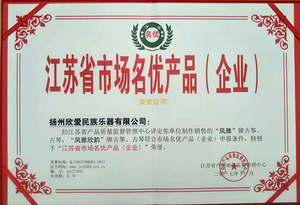 名优
江苏省市场名优产品（企业）
荣誉证书
扬州欣爱民族乐器有限公司：
经江苏省产品质量监督管理中心评定你单位制作销售的“凤雅”牌古筝、
古琴，“凤雅欣韵”牌古筝、古琴符合市场名优产品（企业）申报条件，特授
予“江苏省市场名优产品（企业）”荣誉。